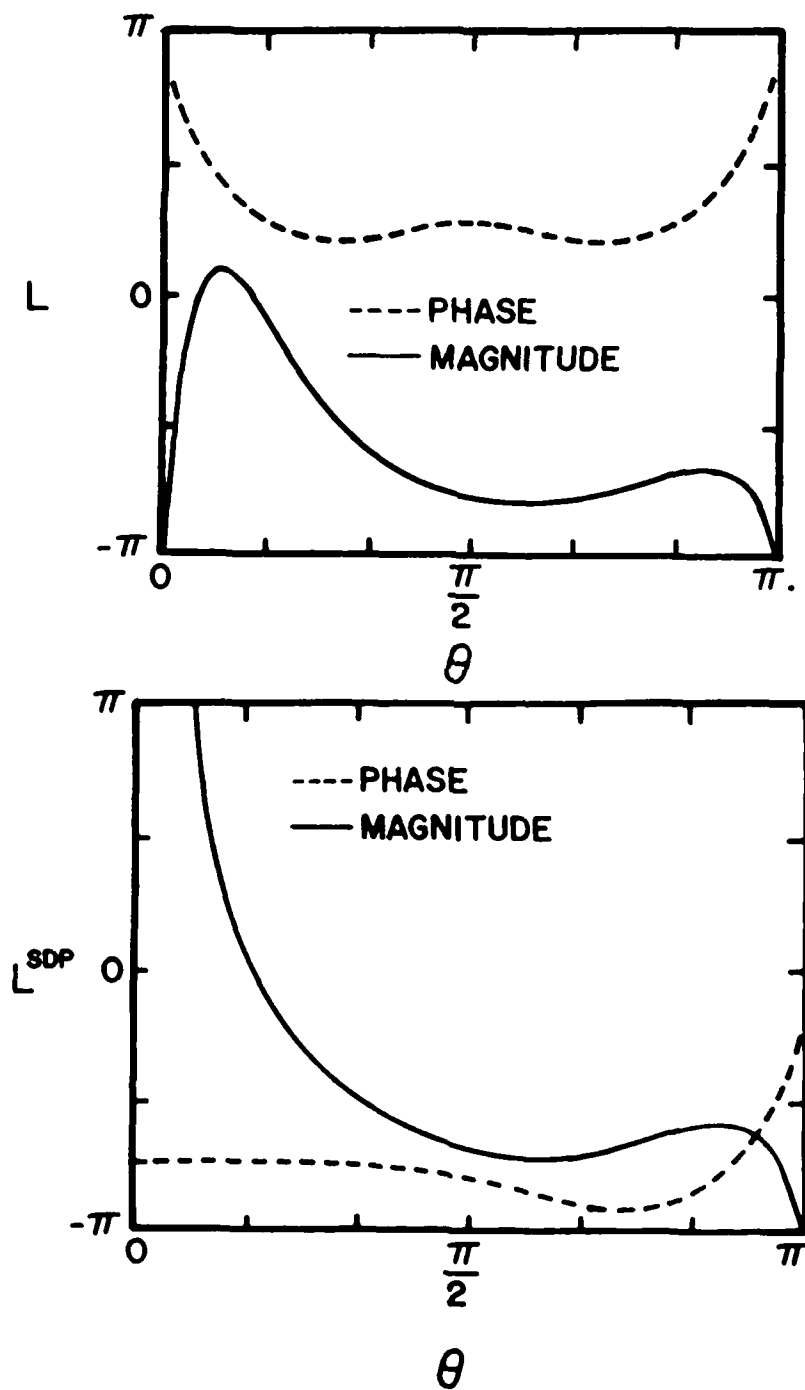 π
L
0
---- PHASE
—— MAGNITUDE
-π
0
π/2
π.
θ
π
---- PHASE
—— MAGNITUDE
L^SDP
0
-π
0
π/2
π
θ